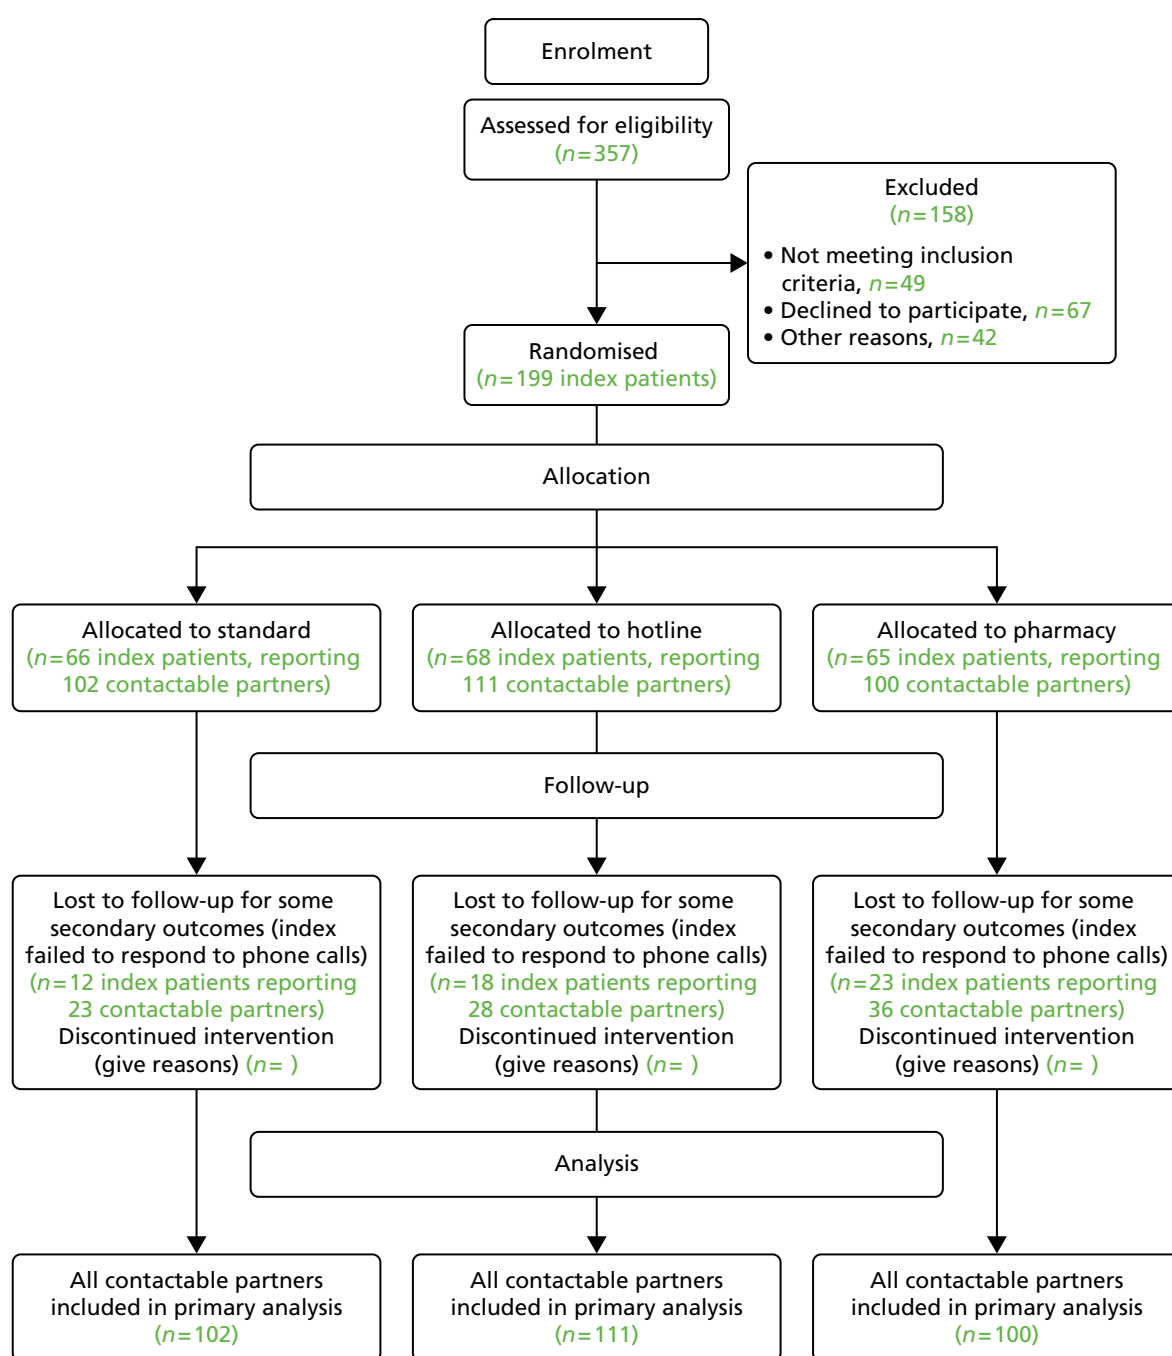 Enrolment
Assessed for eligibility
(n=357)
Excluded
(n=158)
• Not meeting inclusion
criteria, n=49
• Declined to participate, n=67
• Other reasons, n=42
Randomised
(n=199 index patients)
Allocation
Allocated to standard
(n=66 index patients, reporting
102 contactable partners)
Allocated to hotline
(n=68 index patients, reporting
111 contactable partners)
Allocated to pharmacy
(n=65 index patients, reporting
100 contactable partners)
Follow-up
Lost to follow-up for some
secondary outcomes (index
failed to respond to phone calls)
(n=12 index patients reporting
23 contactable partners)
Discontinued intervention
(give reasons) (n= )
Lost to follow-up for some
secondary outcomes (index
failed to respond to phone calls)
(n=18 index patients reporting
28 contactable partners)
Discontinued intervention
(give reasons) (n= )
Lost to follow-up for some
secondary outcomes (index
failed to respond to phone calls)
(n=23 index patients reporting
36 contactable partners)
Discontinued intervention
(give reasons) (n= )
Analysis
All contactable partners
included in primary analysis
(n=102)
All contactable partners
included in primary analysis
(n=111)
All contactable partners
included in primary analysis
(n=100)